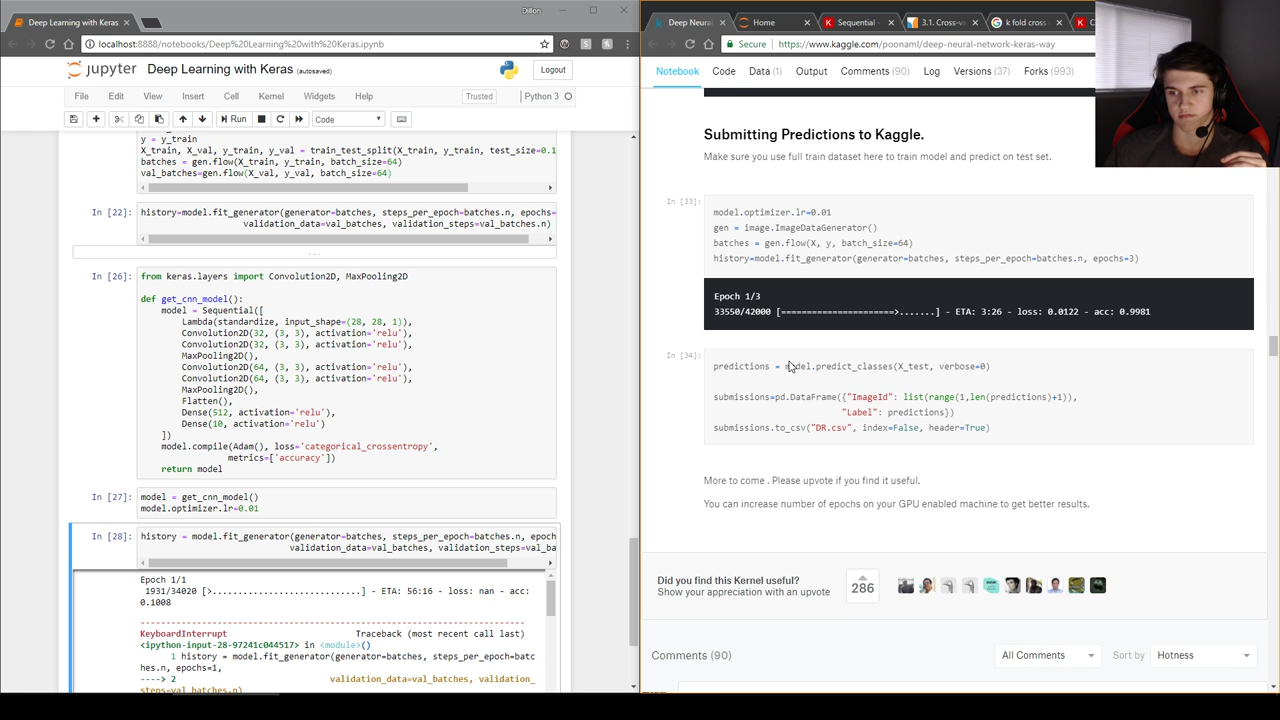 Dillon
Deep Learning with Keras
localhost:8888/notebooks/Deep%20Learning%20with%20Keras.ipynb
jupyter Deep Learning with Keras (autosaved)
Logout
File Edit View Insert Cell Kernel Widgets Help Trusted Python 3
Run Code
y = y_train
X_train, X_val, y_train, y_val = train_test_split(X_train, y_train, test_size=0.1
batches = gen.flow(X_train, y_train, batch_size=64)
val_batches=gen.flow(X_val, y_val, batch_size=64)
In [22]: history=model.fit_generator(generator=batches, steps_per_epoch=batches.n, epochs=
validation_data=val_batches, validation_steps=val_batches.n)
...
In [26]: from keras.layers import Convolution2D, MaxPooling2D
def get_cnn_model():
model = Sequential([
Lambda(standardize, input_shape=(28, 28, 1)),
Convolution2D(32, (3, 3), activation='relu'),
Convolution2D(32, (3, 3), activation='relu'),
MaxPooling2D(),
Convolution2D(64, (3, 3), activation='relu'),
Convolution2D(64, (3, 3), activation='relu'),
MaxPooling2D(),
Flatten(),
Dense(512, activation='relu'),
Dense(10, activation='relu')
])
model.compile(Adam(), loss='categorical_crossentropy',
metrics=['accuracy'])
return model
In [27]: model = get_cnn_model()
model.optimizer.lr=0.01
In [28]: history = model.fit_generator(generator=batches, steps_per_epoch=batches.n, epoch
validation_data=val_batches, validation_steps=val_ba
Epoch 1/1
1931/34020 [>.............................] - ETA: 56:16 - loss: nan - acc:
0.1008
KeyboardInterrupt Traceback (most recent call last)
<ipython-input-28-97241c044517> in <module>()
1 history = model.fit_generator(generator=batches, steps_per_epoch=batc
hes.n, epochs=1,
----> 2 validation_data=val_batches, validation_
steps=val_batches.n)
Deep Neural Home Sequential - 3.1. Cross-va k fold cross
Secure https://www.kaggle.com/poonaml/deep-neural-network-keras-way
Notebook Code Data (1) Output Comments (90) Log Versions (37) Forks (993)
Submitting Predictions to Kaggle.
Make sure you use full train dataset here to train model and predict on test set.
In [33]:
model.optimizer.lr=0.01
gen = image.ImageDataGenerator()
batches = gen.flow(X, y, batch_size=64)
history=model.fit_generator(generator=batches, steps_per_epoch=batches.n, epochs=3)
Epoch 1/3
33550/42000 [======================>.......] - ETA: 3:26 - loss: 0.0122 - acc: 0.9981
In [34]:
predictions = model.predict_classes(X_test, verbose=0)
submissions=pd.DataFrame({"ImageId": list(range(1,len(predictions)+1)),
"Label": predictions})
submissions.to_csv("DR.csv", index=False, header=True)
More to come . Please upvote if you find it useful.
You can increase number of epochs on your GPU enabled machine to get better results.
Did you find this Kernel useful?
Show your appreciation with an upvote
286
Comments (90)
All Comments Sort by Hotness